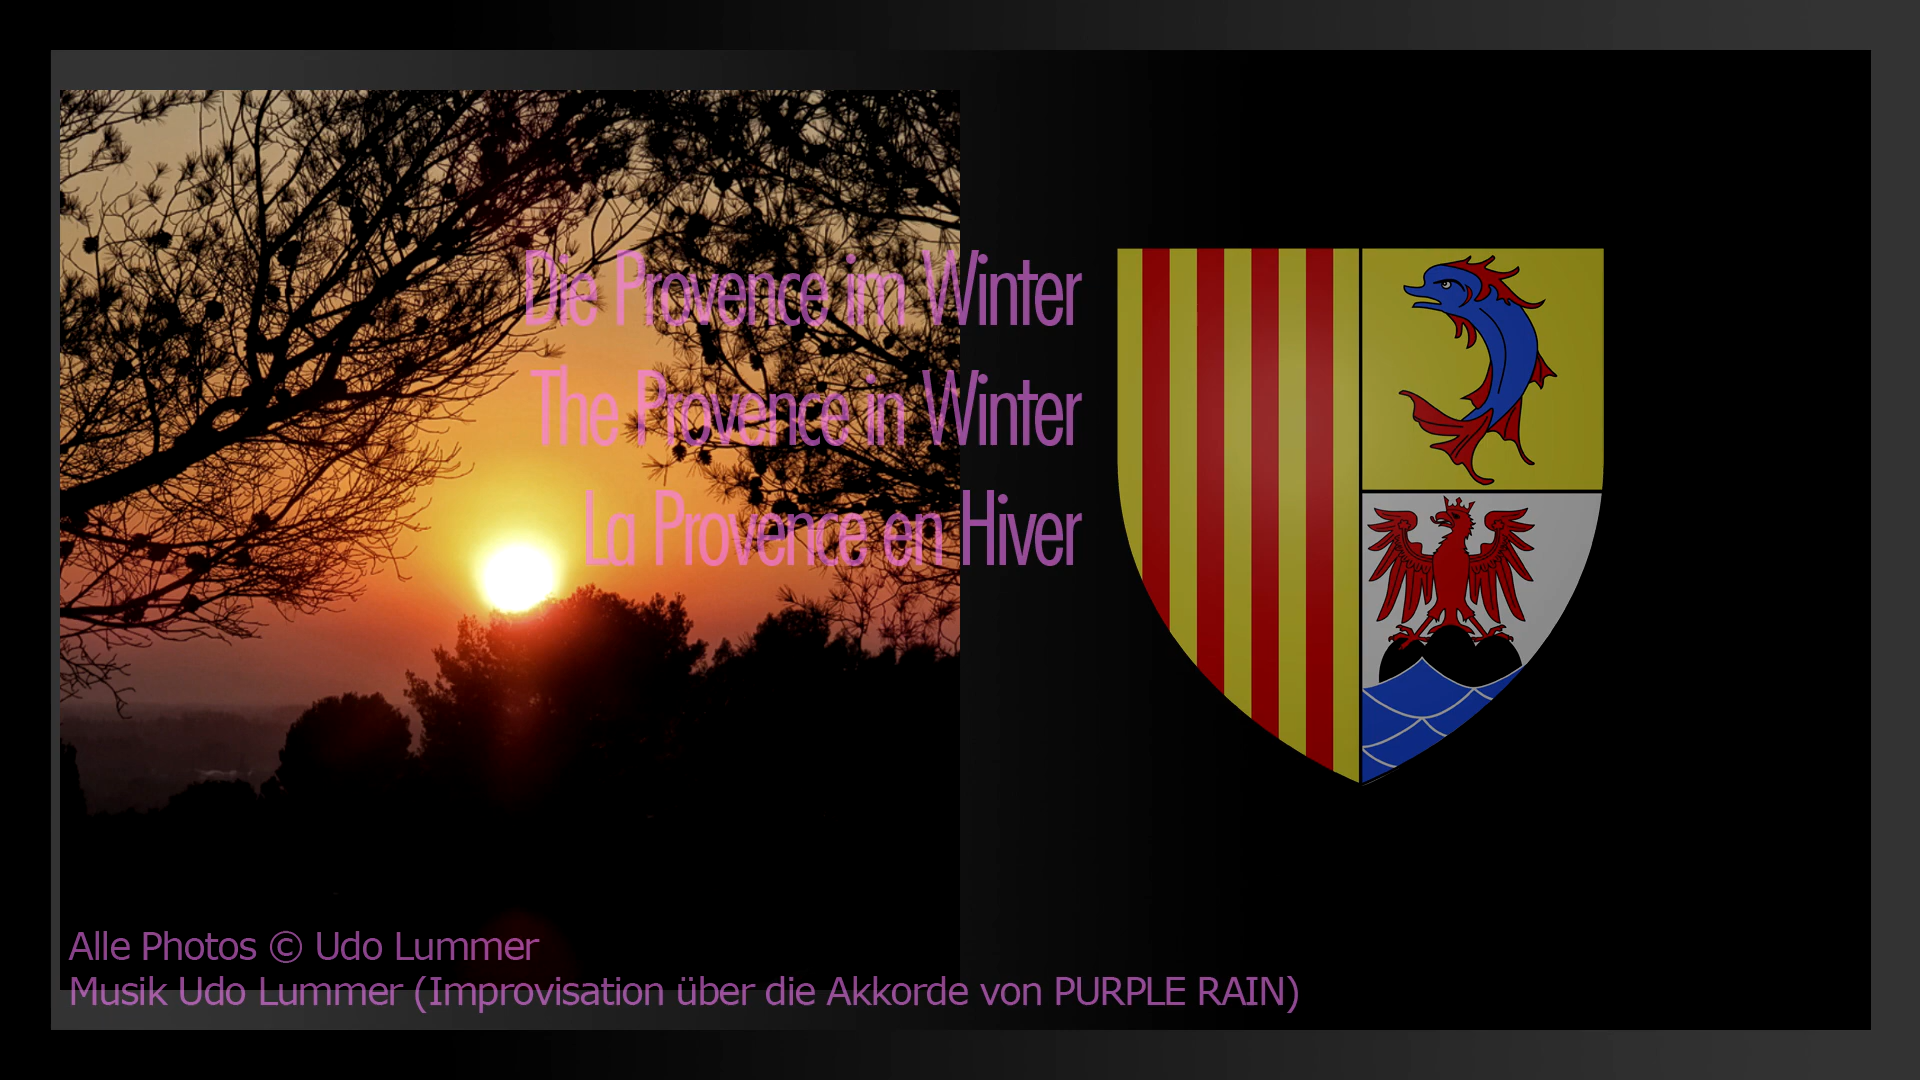 Die Provence im Winter
The Provence in Winter
La Provence en Hiver
Alle Photos © Udo Lummer
Musik Udo Lummer (Improvisation über die Akkorde von PURPLE RAIN)